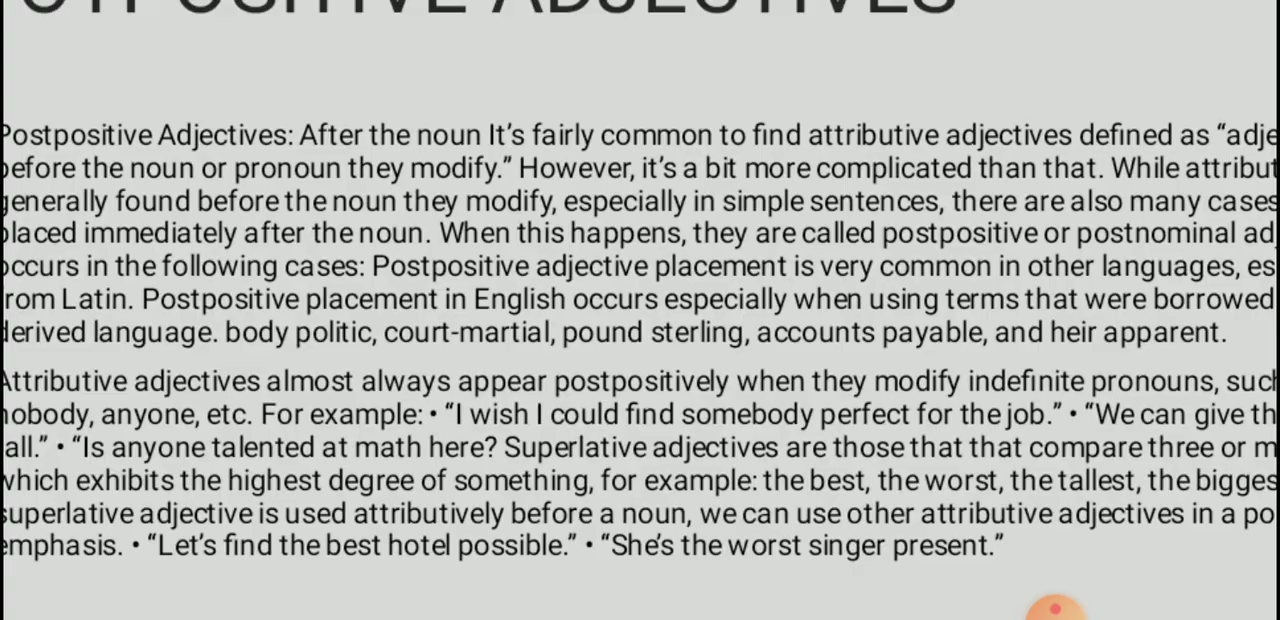 POSITIVE ADJECTIVES
Postpositive Adjectives: After the noun It’s fairly common to find attributive adjectives defined as “adje
before the noun or pronoun they modify.” However, it’s a bit more complicated than that. While attribut
generally found before the noun they modify, especially in simple sentences, there are also many cases
placed immediately after the noun. When this happens, they are called postpositive or postnominal ad
occurs in the following cases: Postpositive adjective placement is very common in other languages, es
from Latin. Postpositive placement in English occurs especially when using terms that were borrowed
derived language. body politic, court-martial, pound sterling, accounts payable, and heir apparent.
Attributive adjectives almost always appear postpositively when they modify indefinite pronouns, such
nobody, anyone, etc. For example: • “I wish I could find somebody perfect for the job.” • “We can give th
all.” • “Is anyone talented at math here? Superlative adjectives are those that that compare three or m
which exhibits the highest degree of something, for example: the best, the worst, the tallest, the bigges
superlative adjective is used attributively before a noun, we can use other attributive adjectives in a po
emphasis. • “Let’s find the best hotel possible.” • “She’s the worst singer present.”